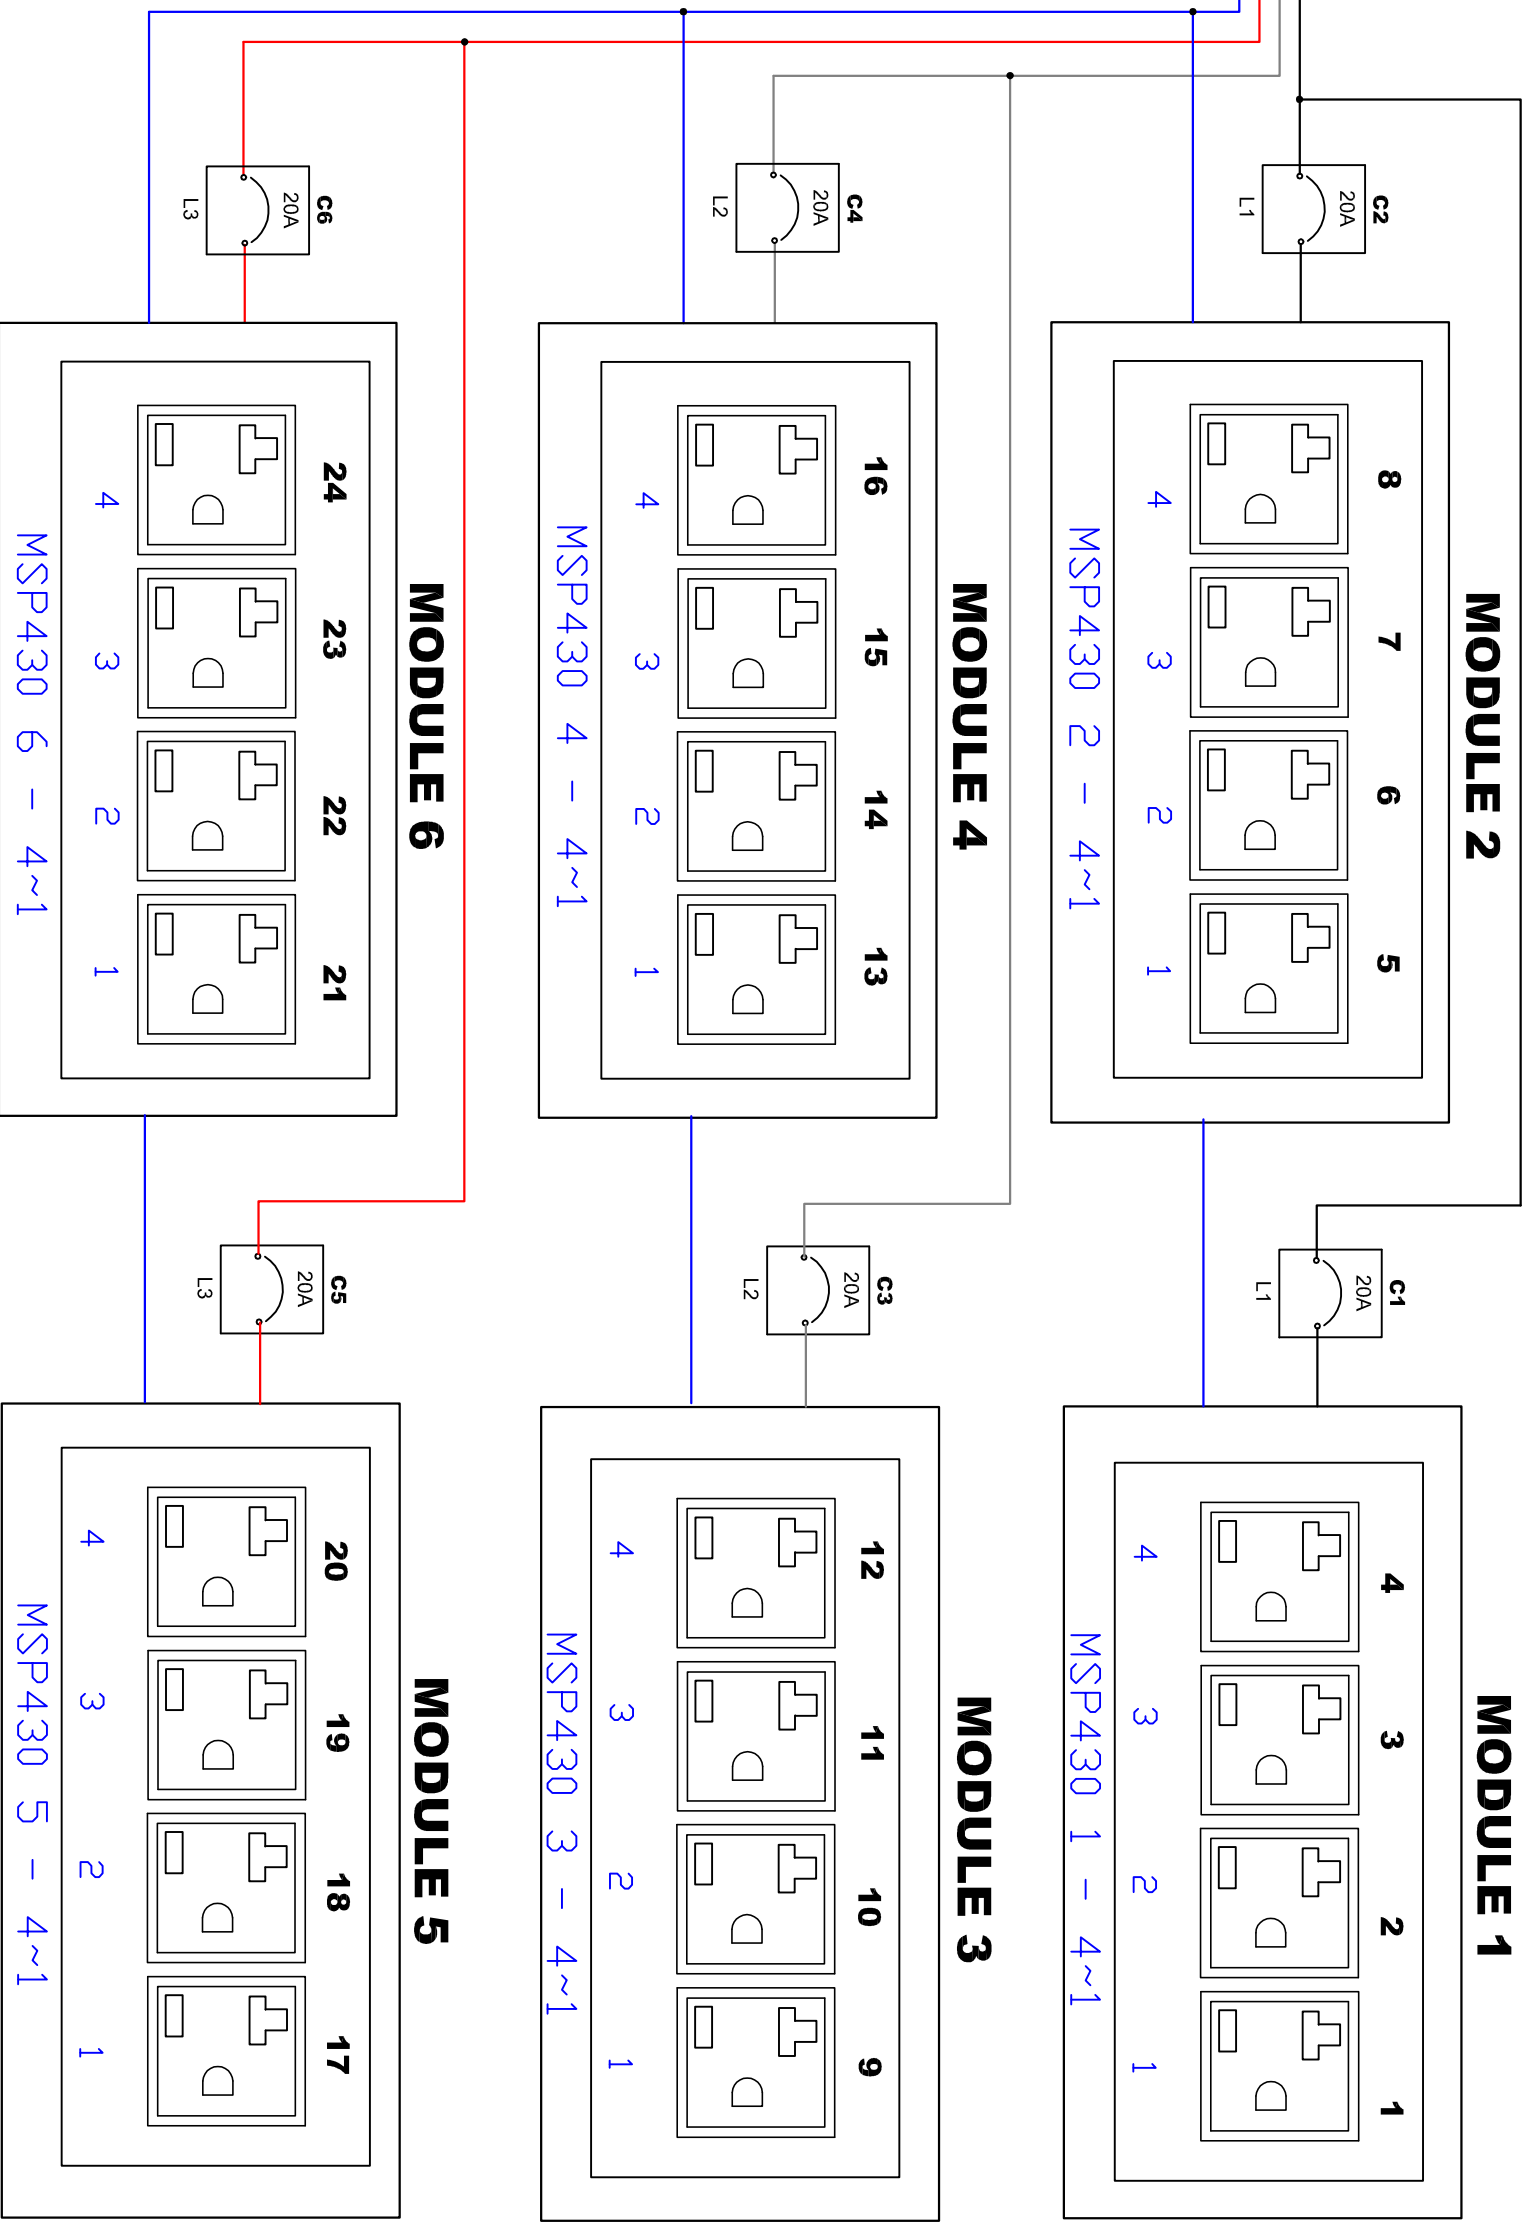 MODULE 2
C2
20A
L1
8 7 6 5
4 3 2 1
MSP430 2 - 4~1
MODULE 1
C1
20A
L1
4 3 2 1
4 3 2 1
MSP430 1 - 4~1
MODULE 4
C4
20A
L2
16 15 14 13
4 3 2 1
MSP430 4 - 4~1
MODULE 3
C3
20A
L2
12 11 10 9
4 3 2 1
MSP430 3 - 4~1
MODULE 6
C6
20A
L3
24 23 22 21
4 3 2 1
MSP430 6 - 4~1
MODULE 5
C5
20A
L3
20 19 18 17
4 3 2 1
MSP430 5 - 4~1